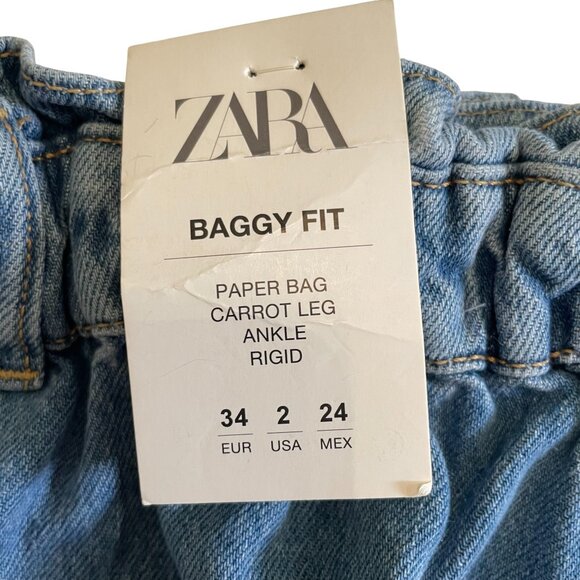 ZARA
BAGGY FIT
PAPER BAG
CARROT LEG
ANKLE
RIGID
34 2 24
EUR USA MEX